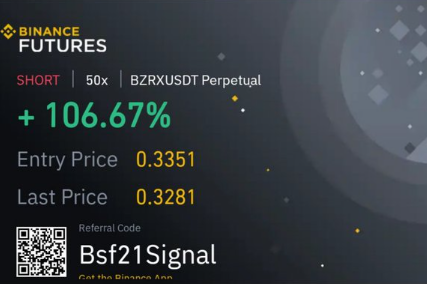 BINANCE
FUTURES
SHORT | 50x | BZRXUSDT Perpetual
+ 106.67%
Entry Price 0.3351
Last Price 0.3281
Referral Code
Bsf21Signal
Get the Binance App